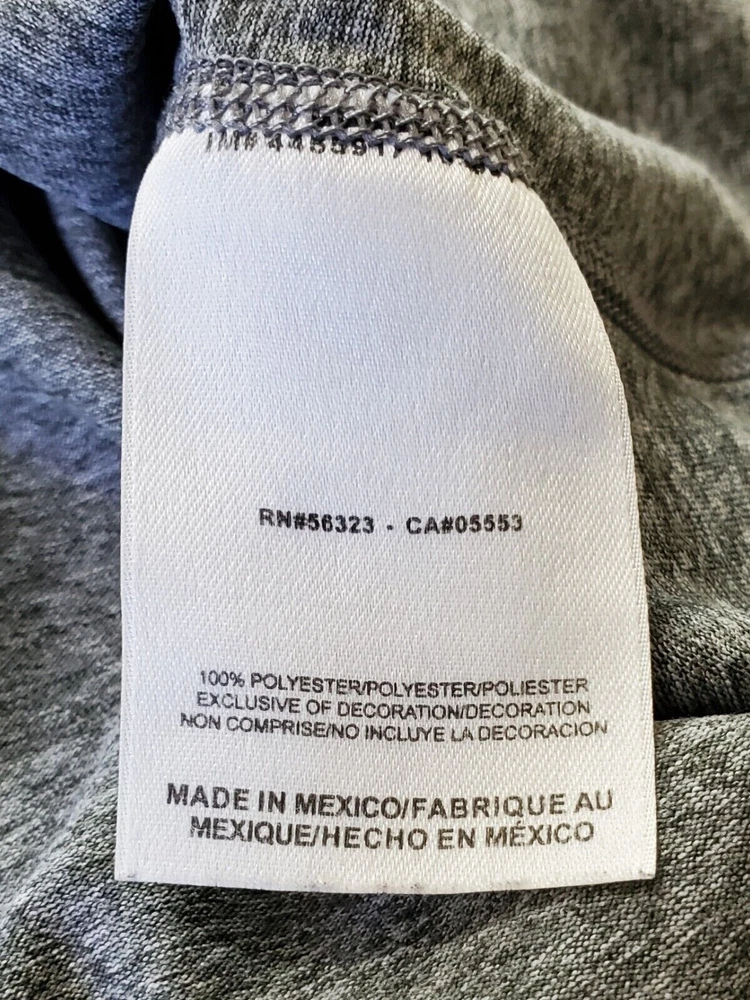 RN#56323 - CA#05553
100% POLYESTER/POLYESTER/POLIESTER
EXCLUSIVE OF DECORATION/DECORATION
NON COMPRISE/NO INCLUYE LA DECORACION
MADE IN MEXICO/FABRIQUE AU
MEXIQUE/HECHO EN MÉXICO